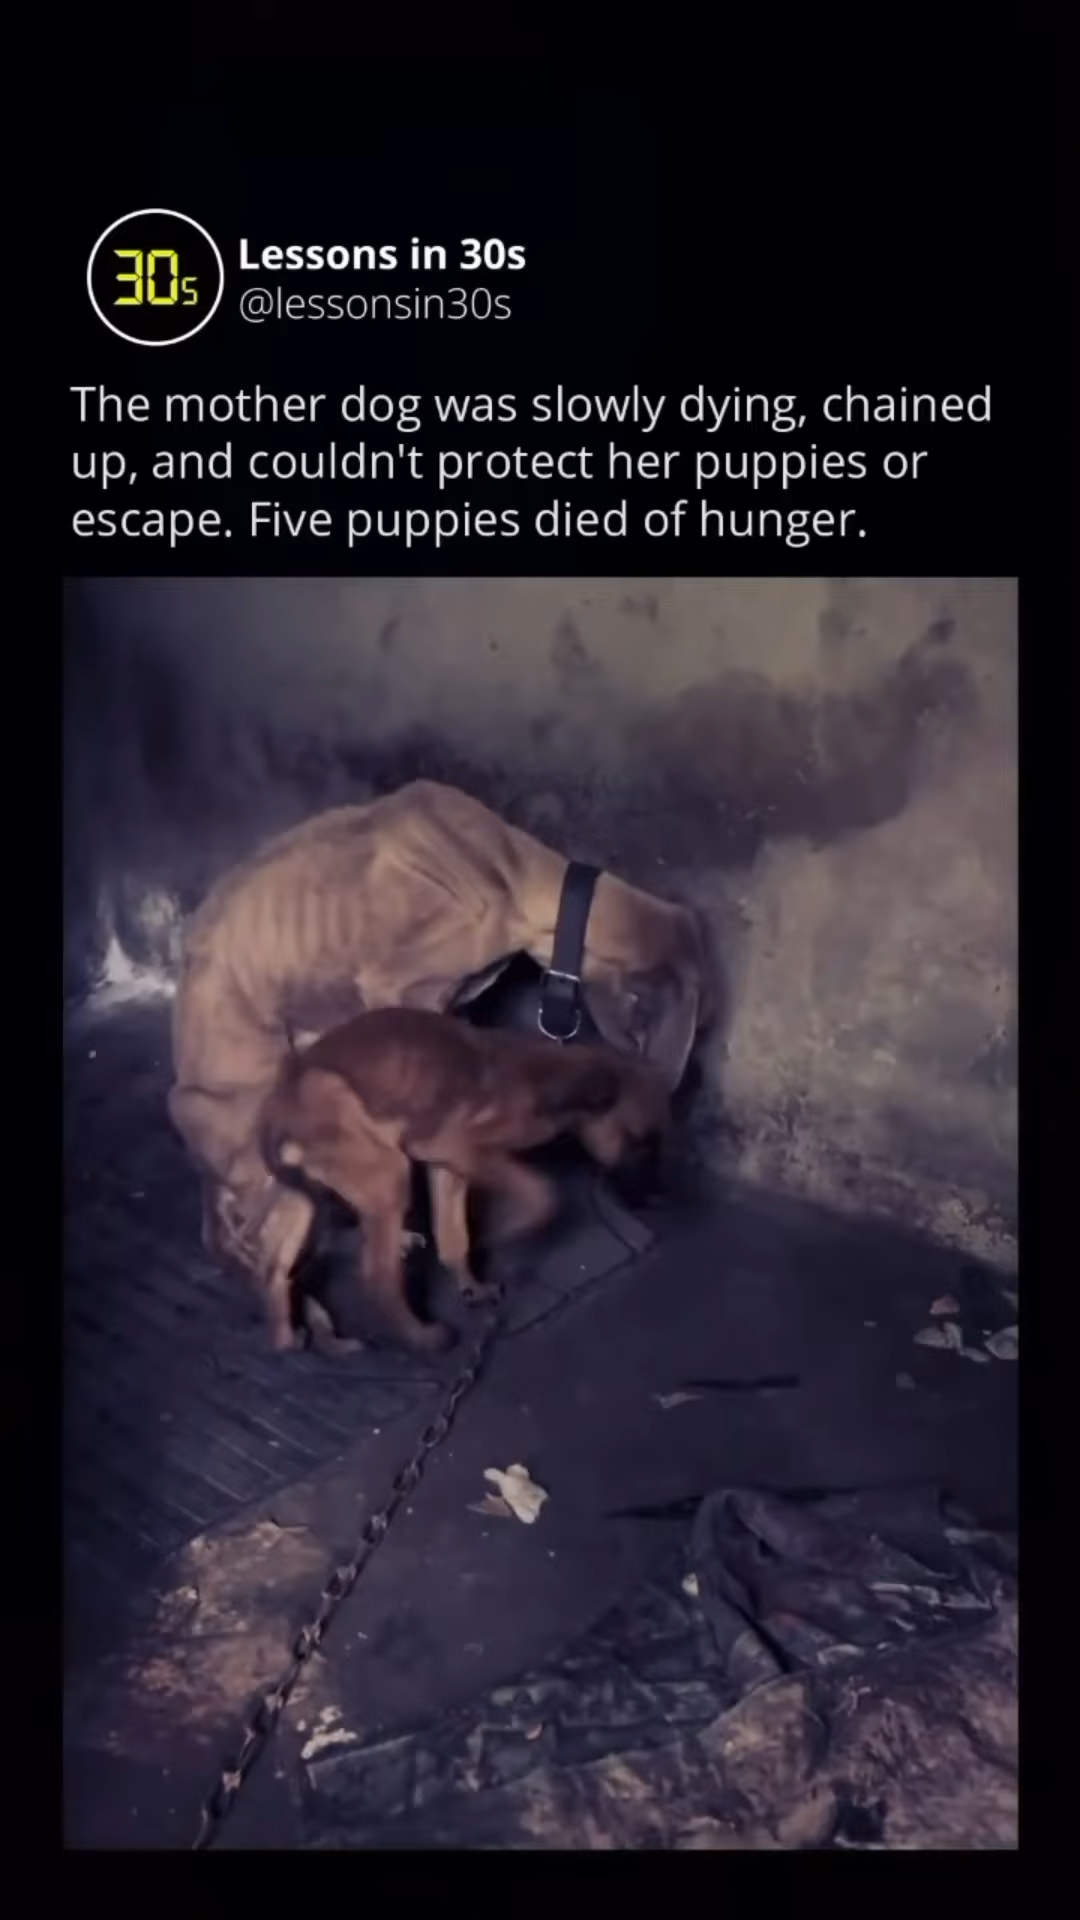 30s
Lessons in 30s
@lessonsin30s
The mother dog was slowly dying, chained
up, and couldn't protect her puppies or
escape. Five puppies died of hunger.